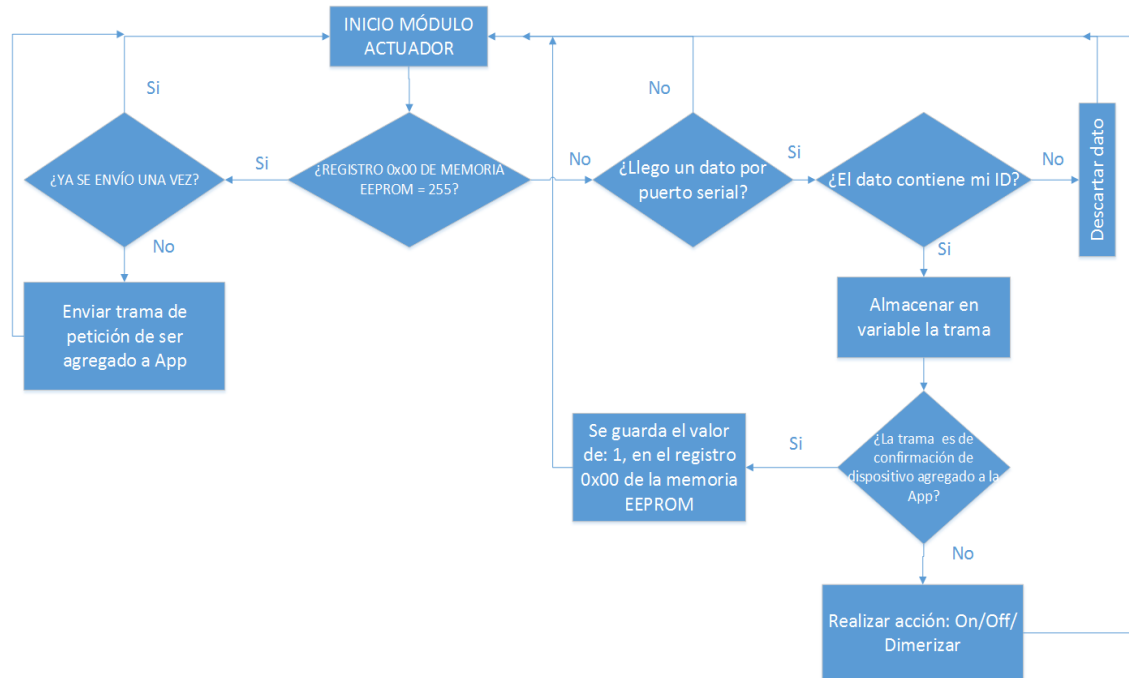 INICIO MÓDULO
ACTUADOR
Si
No
¿YA SE ENVÍO UNA VEZ?
Si
¿REGISTRO 0x00 DE MEMORIA
EEPROM = 255?
No
¿Llego un dato por
puerto serial?
Si
¿El dato contiene mi ID?
No
Descartar dato
No
Si
Enviar trama de
petición de ser
agregado a App
Almacenar en
variable la trama
Se guarda el valor
de: 1, en el registro
0x00 de la memoria
EEPROM
Si
¿La trama es de
confirmación de
dispositivo agregado a la
App?
No
Realizar acción: On/Off/
Dimerizar